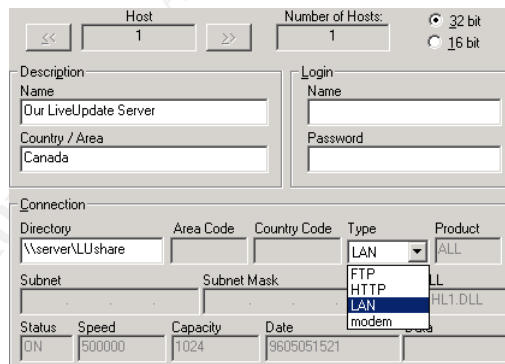 Host
Number of Hosts:
<< 1 >> 1
32 bit
16 bit
Description
Login
Name
Name
Our LiveUpdate Server
Country / Area
Password
Canada
Connection
Directory Area Code Country Code Type Product
\\server\LUshare LAN ALL
FTP
HTTP
LAN
modem
Subnet Subnet Mask LL
. . . . HL1.DLL
Status Speed Capacity Date
ON 500000 1024 9605051521